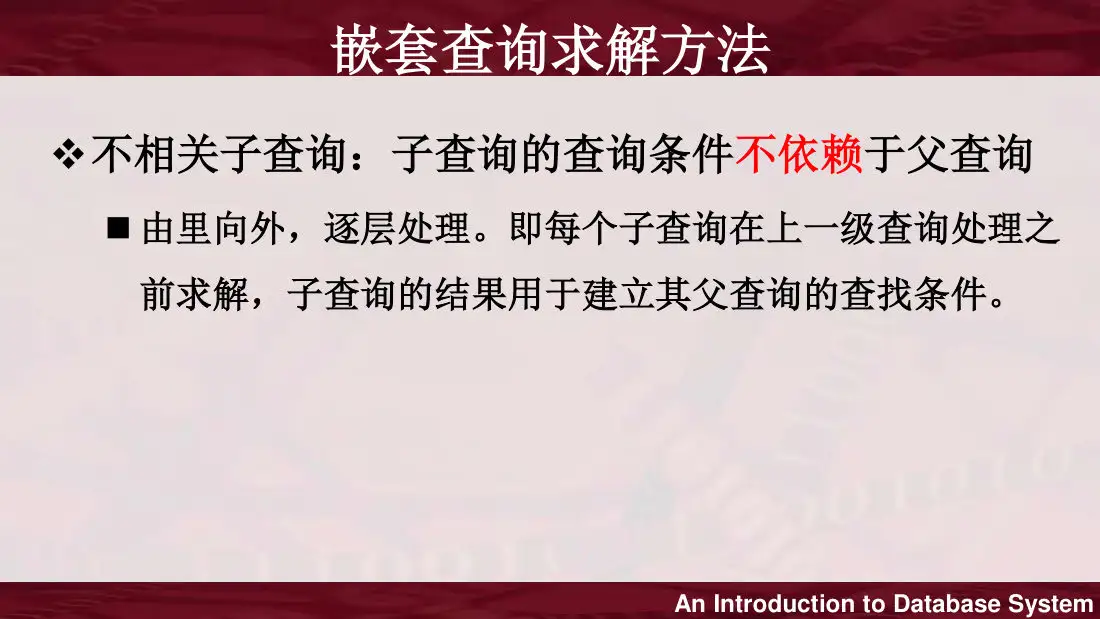 嵌套查询求解方法
❖不相关子查询：子查询的查询条件不依赖于父查询
■ 由里向外，逐层处理。即每个子查询在上一级查询处理之
前求解，子查询的结果用于建立其父查询的查找条件。
An Introduction to Database System